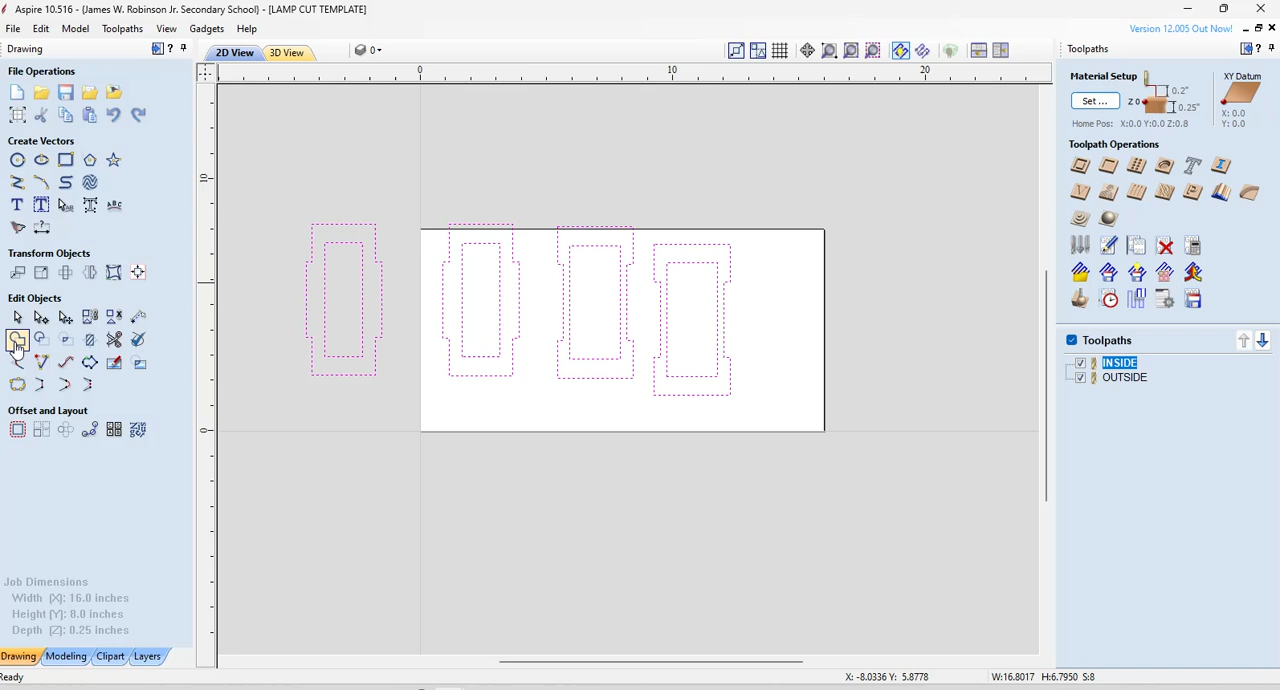 Aspire 10.516 - (James W. Robinson Jr. Secondary School) - [LAMP CUT TEMPLATE]
File Edit Model Toolpaths View Gadgets Help
Version 12.005 Out Now!
Drawing
2D View
3D View
0
Toolpaths
File Operations
Create Vectors
Transform Objects
Edit Objects
Offset and Layout
Job Dimensions
Width (X): 16.0 inches
Height (Y): 8.0 inches
Depth (Z): 0.25 inches
Drawing Modeling Clipart Layers
Ready
0 10 20
10
0
X: -8.0336 Y: 5.8778
W:16.8017 H:6.7950 S:8
Material Setup
Set ...
Z 0
0.2"
0.25"
XY Datum
X: 0.0
Y: 0.0
Home Pos: X:0.0 Y:0.0 Z:0.8
Toolpath Operations
Toolpaths
INSIDE
OUTSIDE